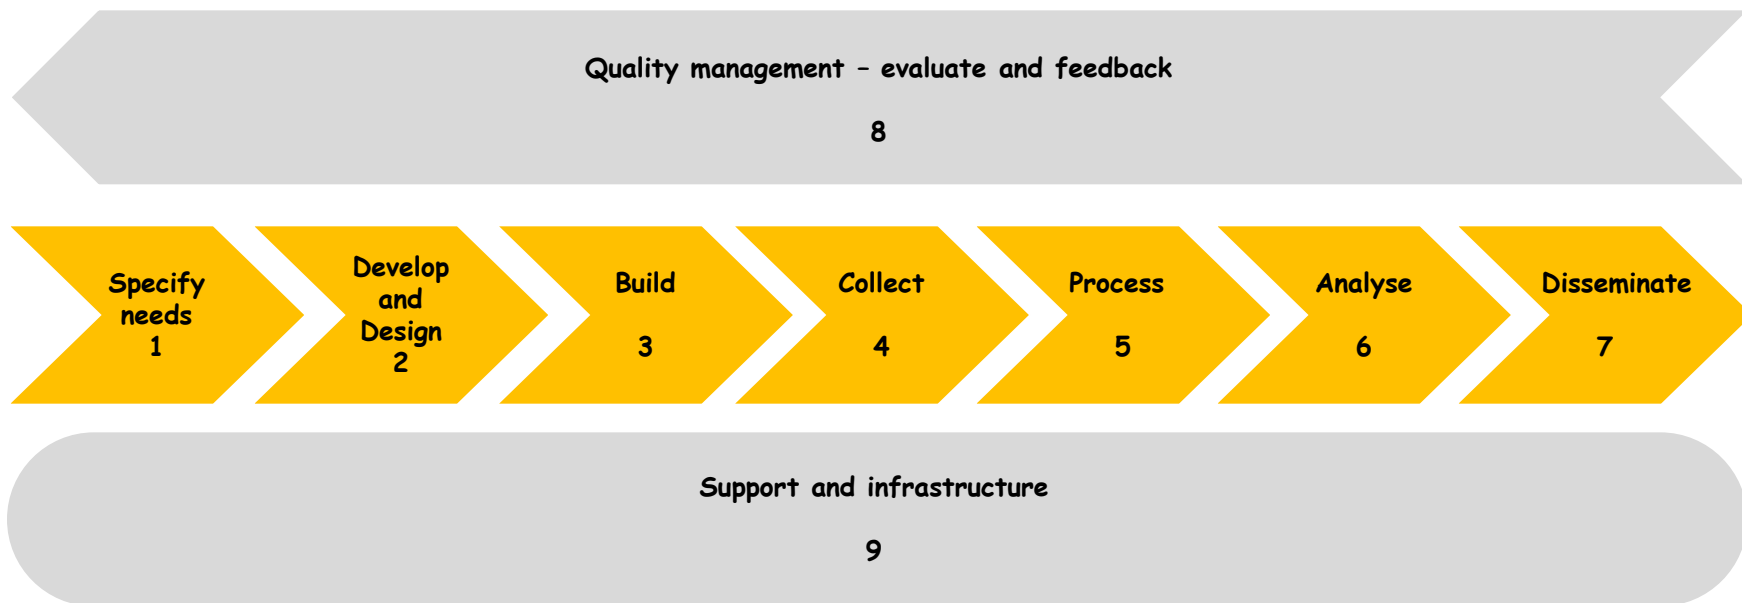 Quality management – evaluate and feedback
8
Specify
needs
1
Develop
and
Design
2
Build
3
Collect
4
Process
5
Analyse
6
Disseminate
7
Support and infrastructure
9